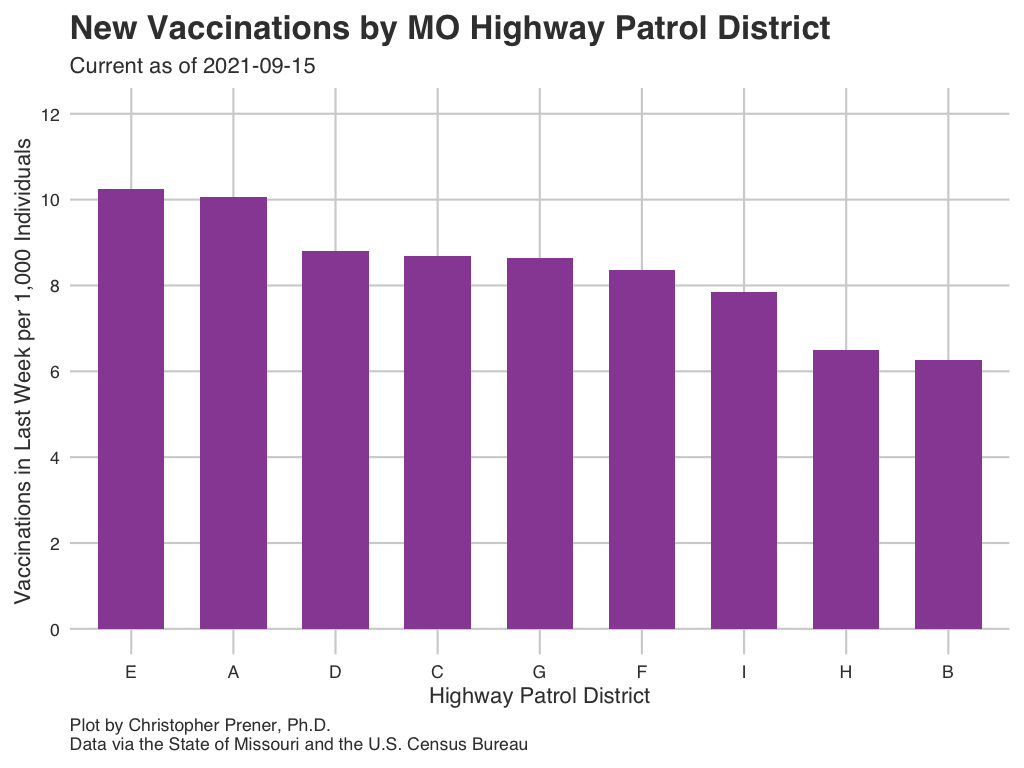 New Vaccinations by MO Highway Patrol District
Current as of 2021-09-15
Vaccinations in Last Week per 1,000 Individuals
12
10
8
6
4
2
0
E A D C G F I H B
Highway Patrol District
Plot by Christopher Prener, Ph.D.
Data via the State of Missouri and the U.S. Census Bureau